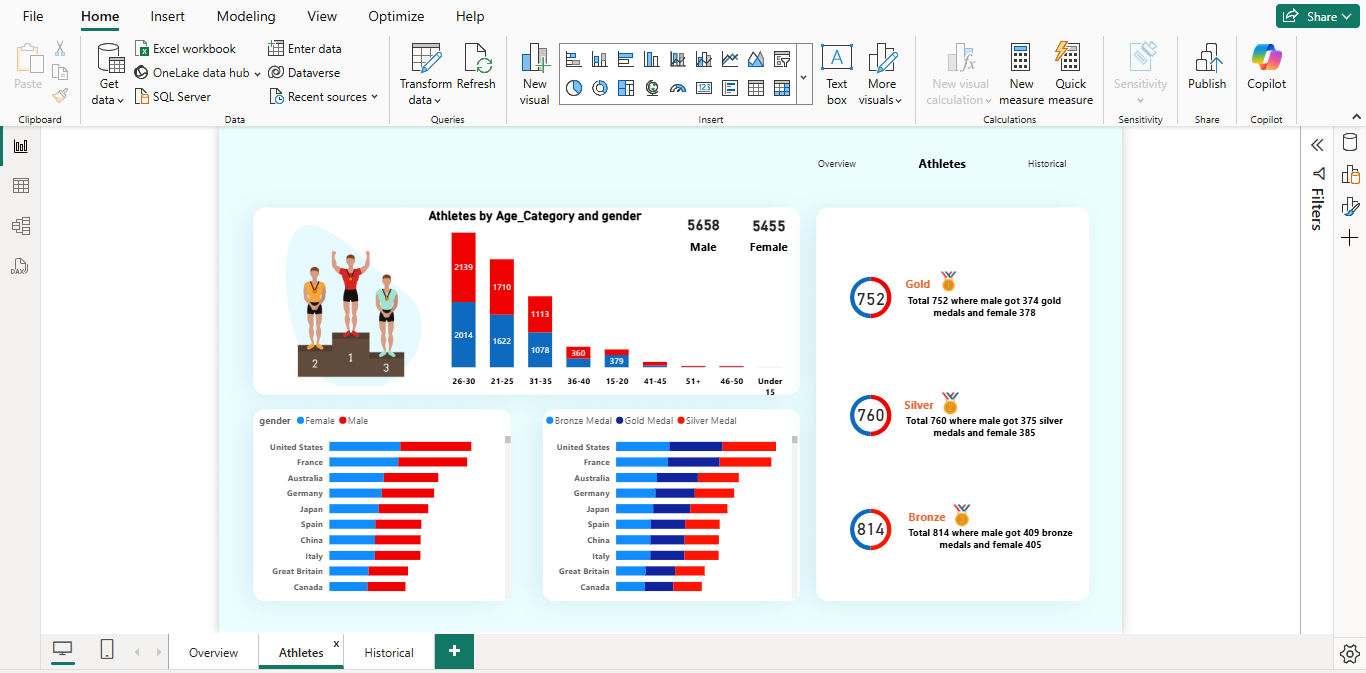 File Home Insert Modeling View Optimize Help Share
Paste
Get data
Excel workbook
OneLake data hub
SQL Server
Enter data
Dataverse
Recent sources
Transform data
Refresh
New visual
123
A
Text box
More visuals
New visual calculation
New measure
Quick measure
Sensitivity
Publish
Copilot
Clipboard Data Queries Insert Calculations Sensitivity Share Copilot
DAX
Filters
Overview Athletes Historical
Athletes by Age_Category and gender
5658 5455
Male Female
2 1 3
2139
2014
1710
1622
1113
1078
360
379
26-30 21-25 31-35 36-40 15-20 41-45 51+ 46-50 Under
15
gender Female Male
United States
France
Australia
Germany
Japan
Spain
China
Italy
Great Britain
Canada
Bronze Medal Gold Medal Silver Medal
United States
France
Australia
Germany
Japan
Spain
China
Italy
Great Britain
Canada
752
Gold
Total 752 where male got 374 gold
medals and female 378
760
Silver
Total 760 where male got 375 silver
medals and female 385
814
Bronze
Total 814 where male got 409 bronze
medals and female 405
Overview Athletes x Historical +